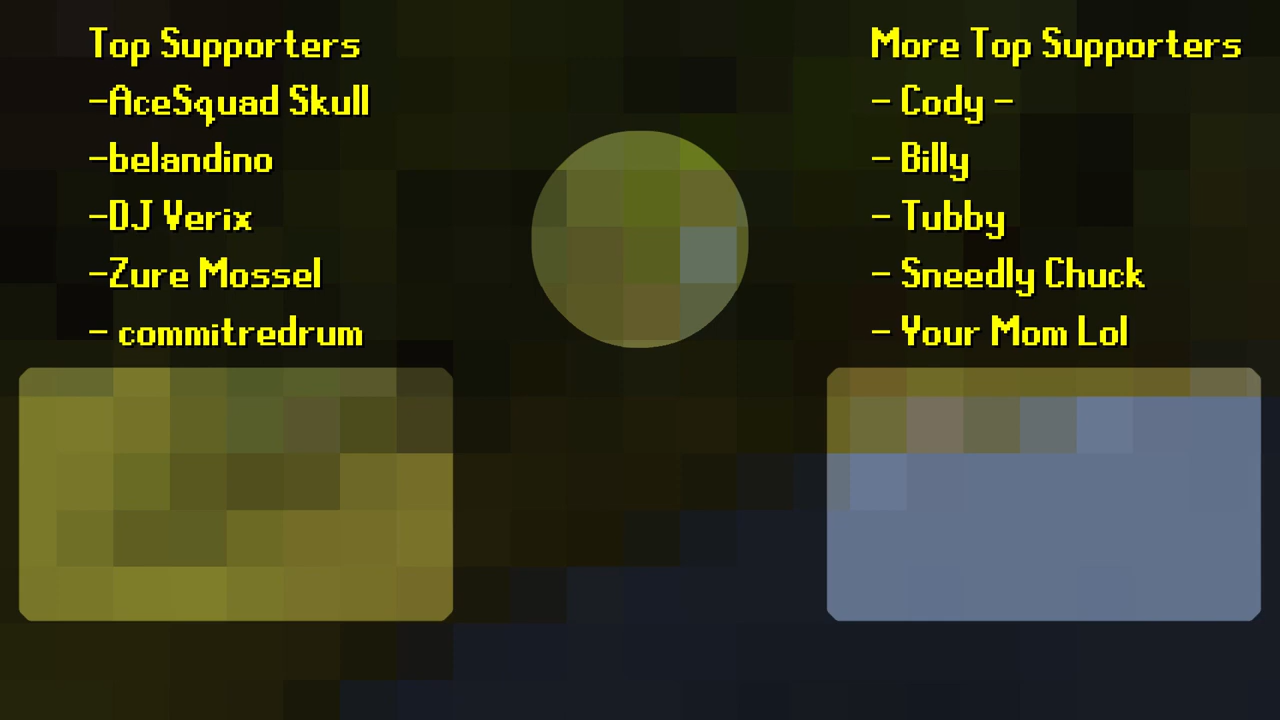 Top Supporters
-AceSquad Skull
-belandino
-DJ Verix
-Zure Mossel
- commitredrum
More Top Supporters
- Cody -
- Billy
- Tubby
- Sneedly Chuck
- Your Mom Lol